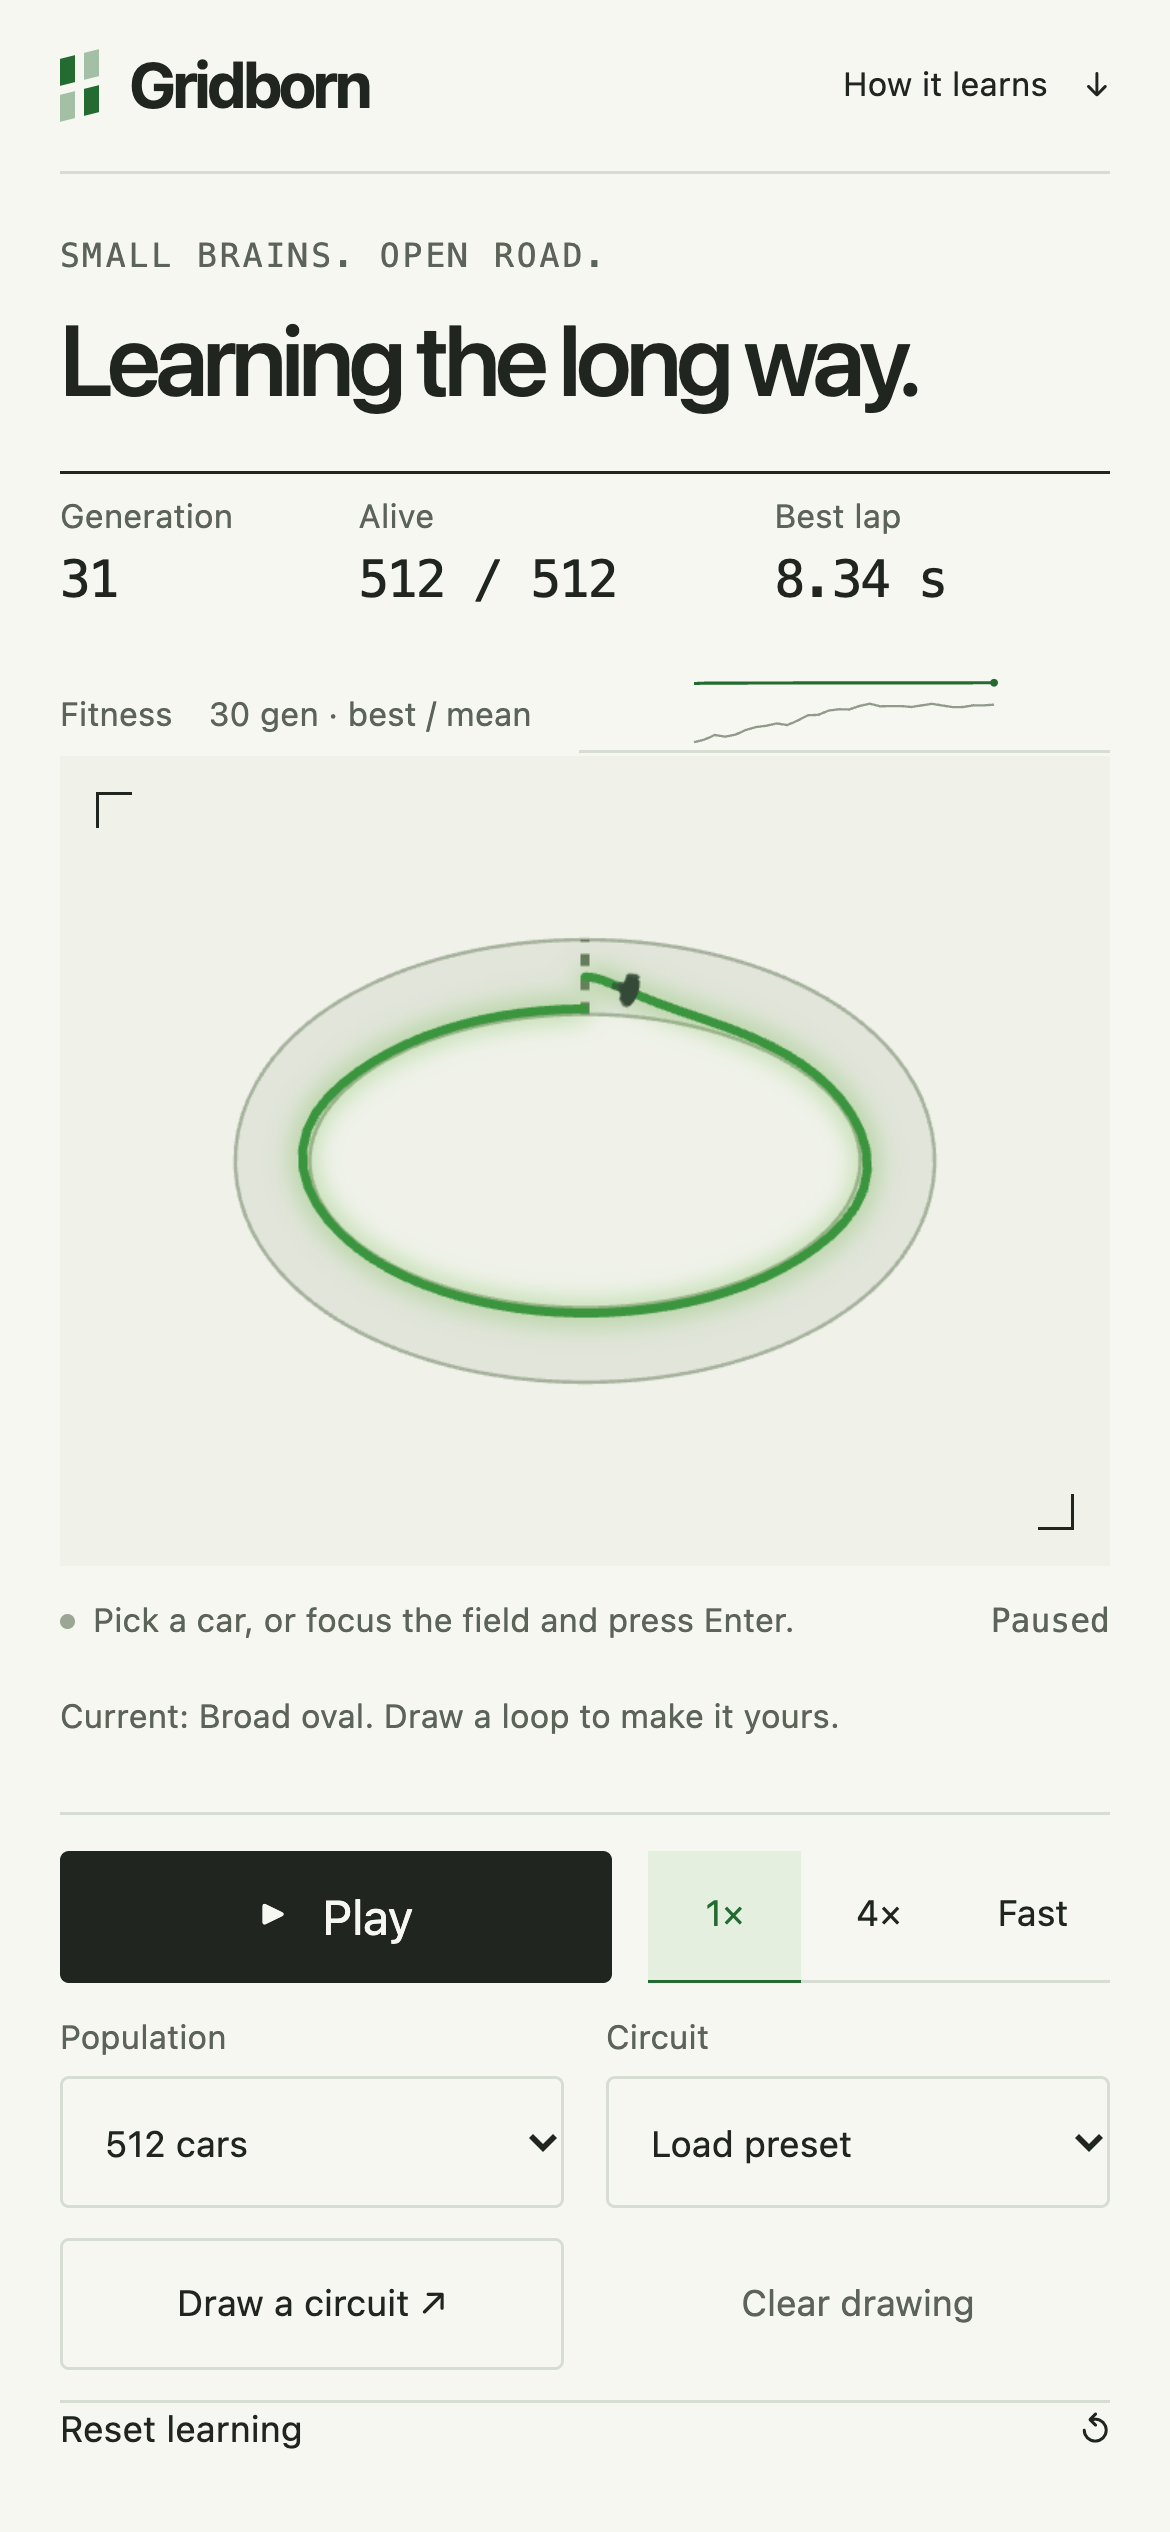 Gridborn
How it learns ↓
SMALL BRAINS. OPEN ROAD.
Learning the long way.
Generation Alive Best lap
31 512 / 512 8.34 s
Fitness 30 gen · best / mean
Pick a car, or focus the field and press Enter. Paused
Current: Broad oval. Draw a loop to make it yours.
Play 1× 4× Fast
Population Circuit
512 cars Load preset
Draw a circuit ↗ Clear drawing
Reset learning